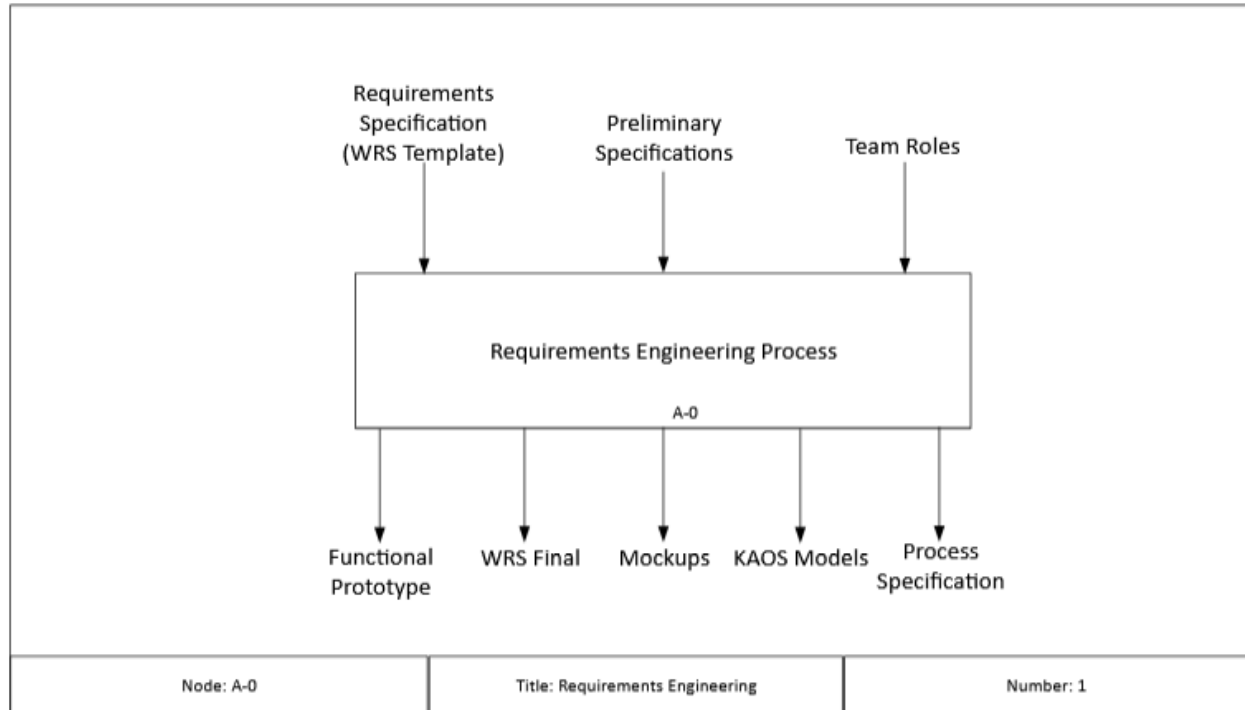 Requirements
Specification
(WRS Template)
Preliminary
Specifications
Team Roles
Requirements Engineering Process
A-0
Functional
Prototype
WRS Final
Mockups
KAOS Models
Process
Specification
Node: A-0
Title: Requirements Engineering
Number: 1